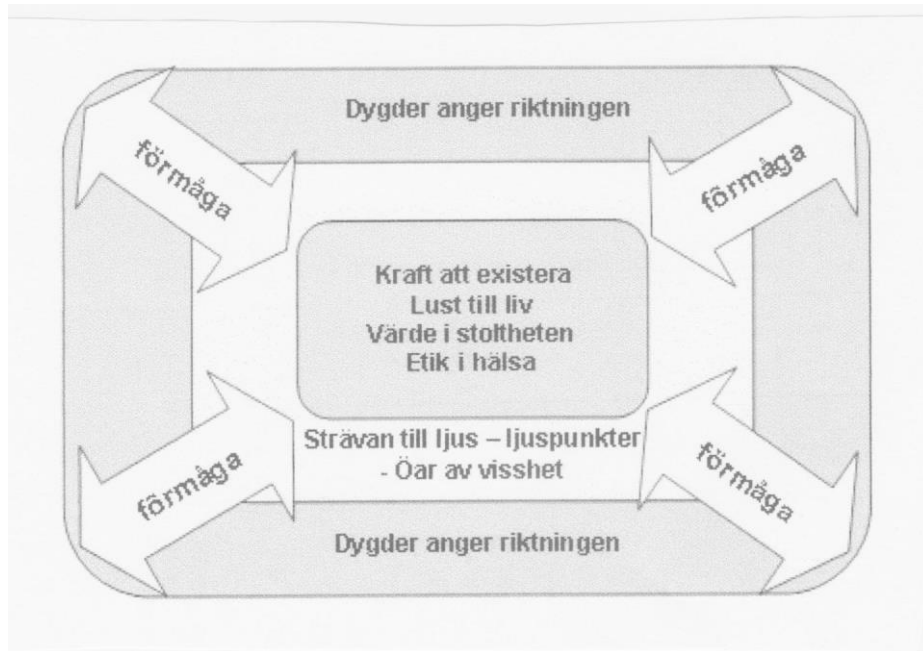 Dygder anger riktningen
förmåga
förmåga
Kraft att existera
Lust till liv
Värde i stoltheten
Etik i hälsa
Strävan till ljus – ljuspunkter
- Öar av visshet
förmåga
förmåga
Dygder anger riktningen